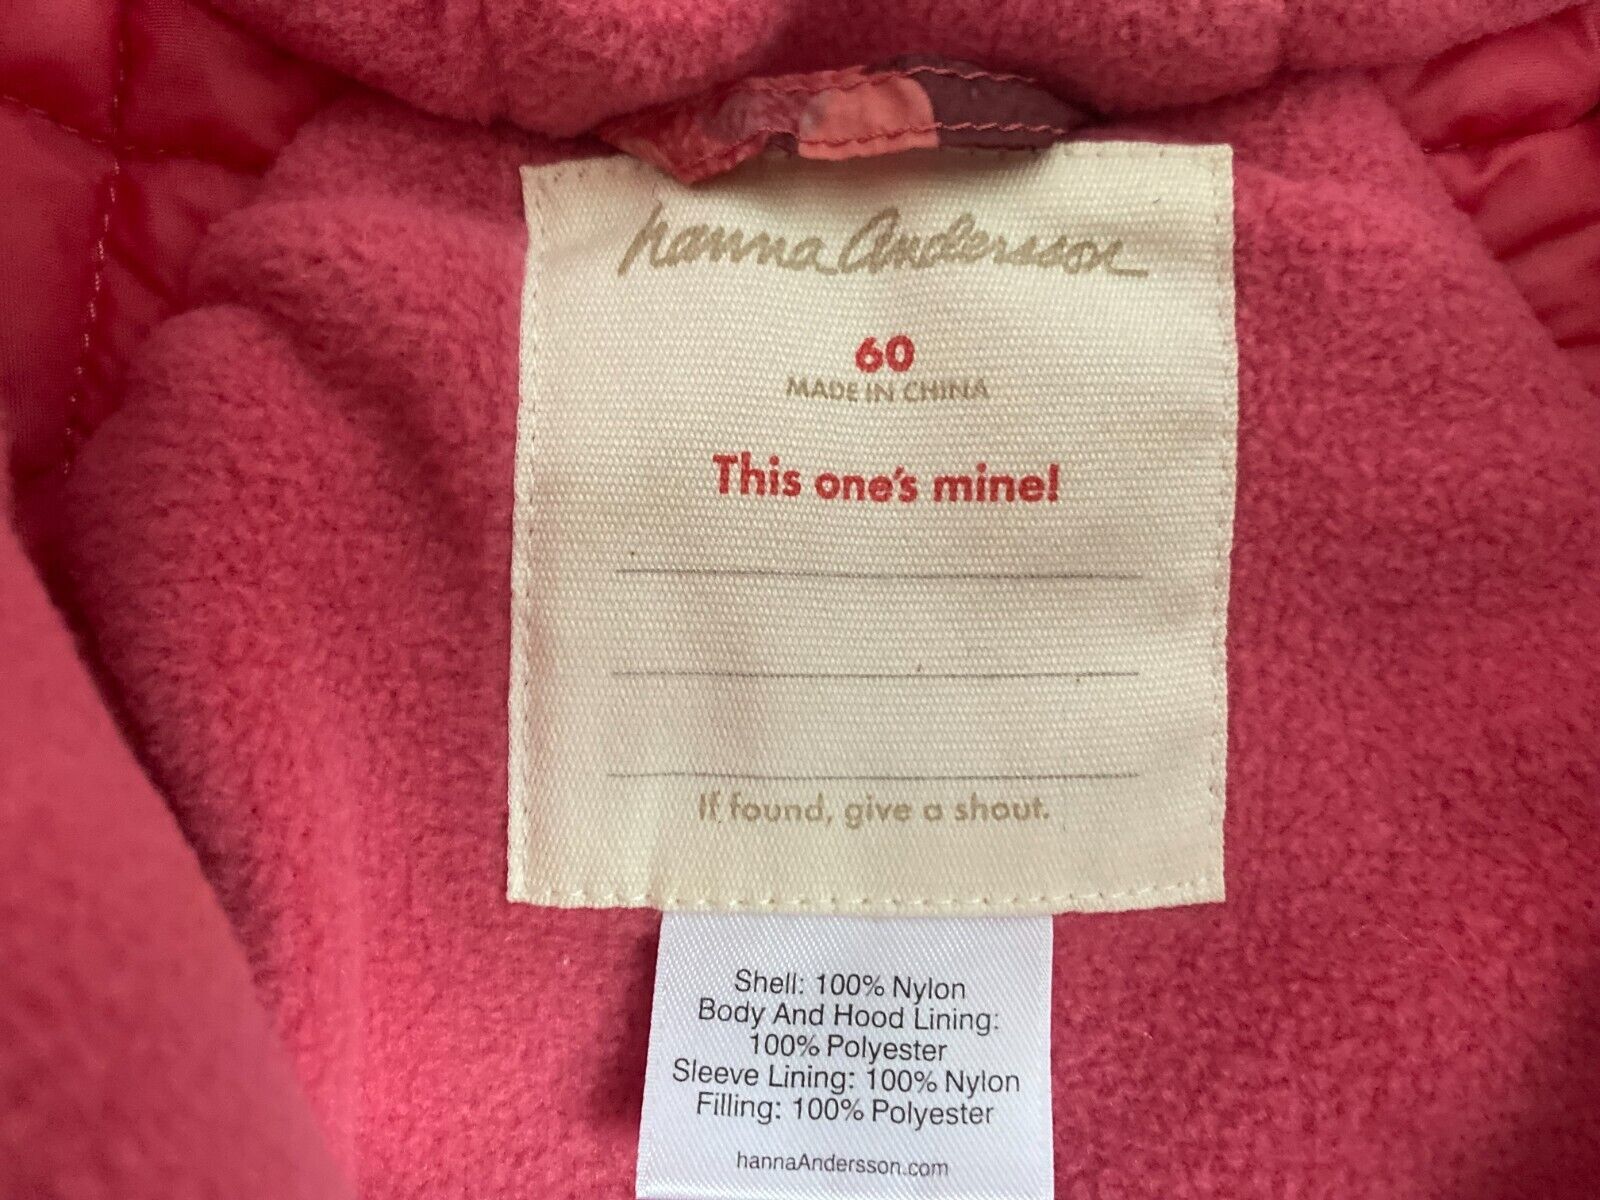 hanna Andersson
60
MADE IN CHINA
This one's mine!
If found, give a shout.
Shell: 100% Nylon
Body And Hood Lining:
100% Polyester
Sleeve Lining: 100% Nylon
Filling: 100% Polyester
hannaAndersson.com